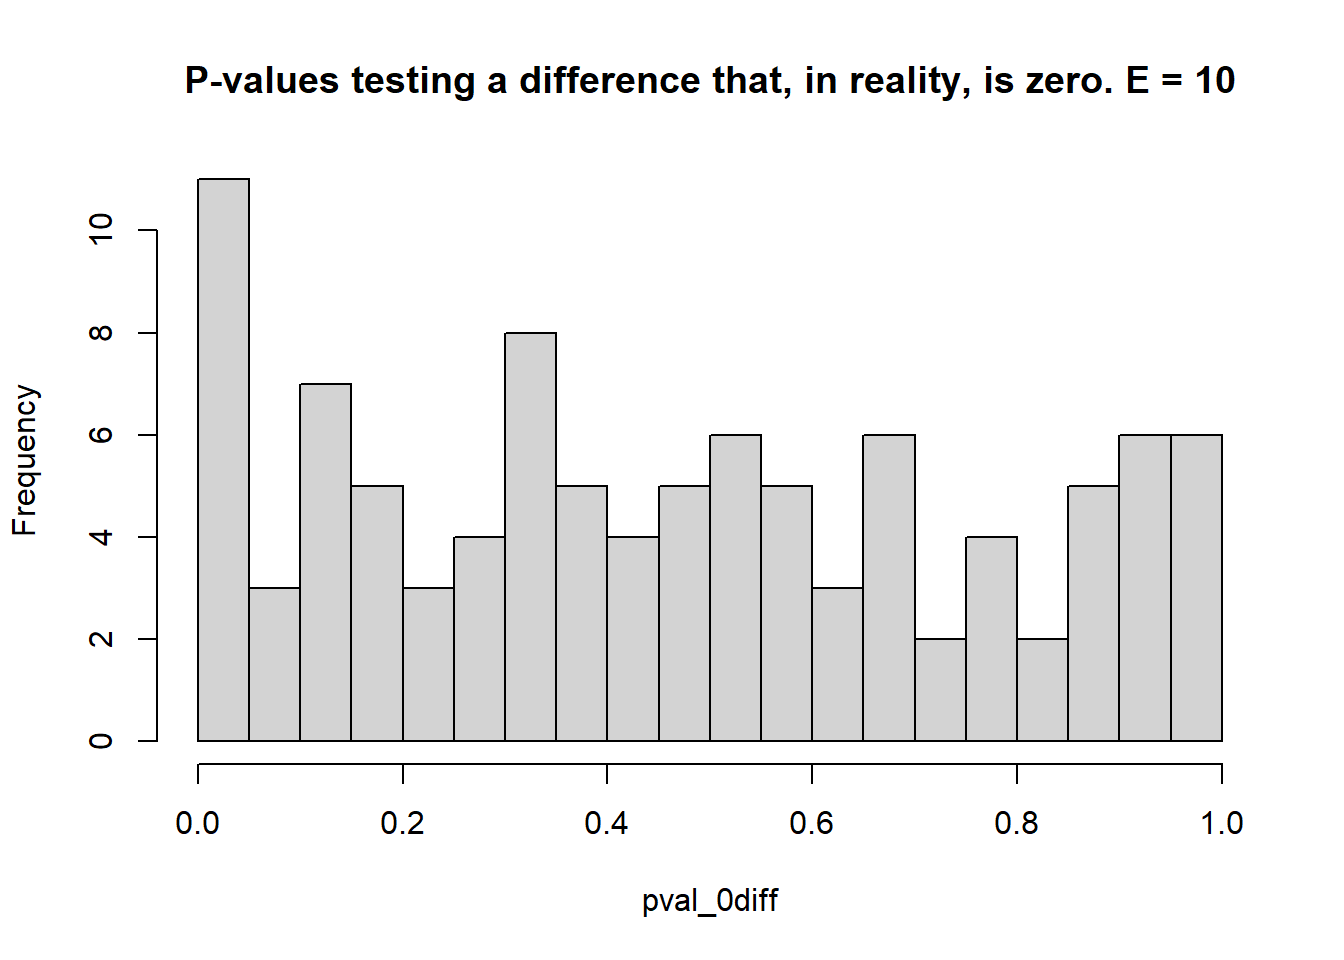 P-values testing a difference that, in reality, is zero. E = 10
Frequency
10
8
6
4
2
0
0.0 0.2 0.4 0.6 0.8 1.0
pval_0diff